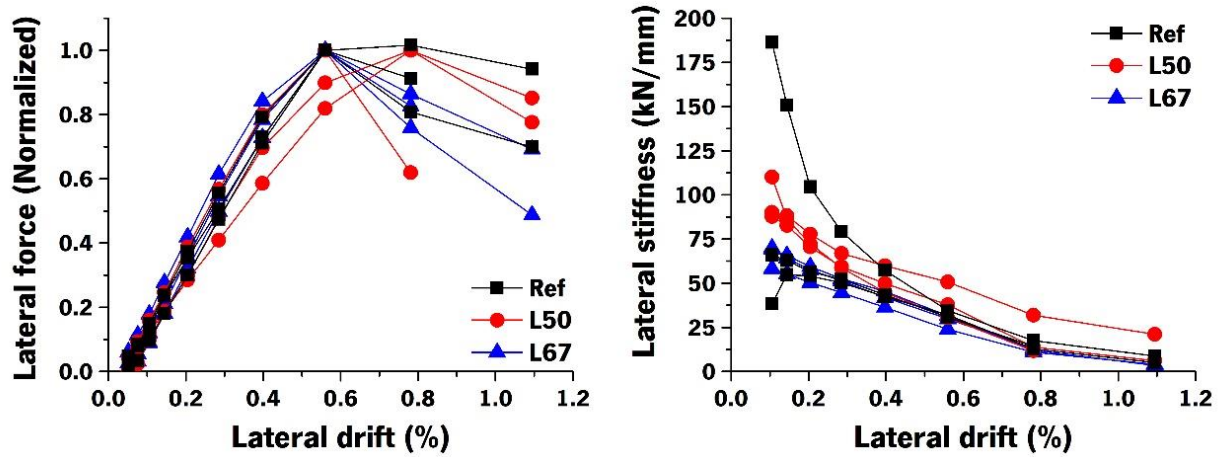 Lateral force (Normalized)
1.0
0.8
0.6
0.4
0.2
0.0
0.0 0.2 0.4 0.6 0.8 1.0 1.2
Lateral drift (%)
Ref
L50
L67
Lateral stiffness (kN/mm)
200
175
150
125
100
75
50
25
0
0.0 0.2 0.4 0.6 0.8 1.0 1.2
Lateral drift (%)
Ref
L50
L67